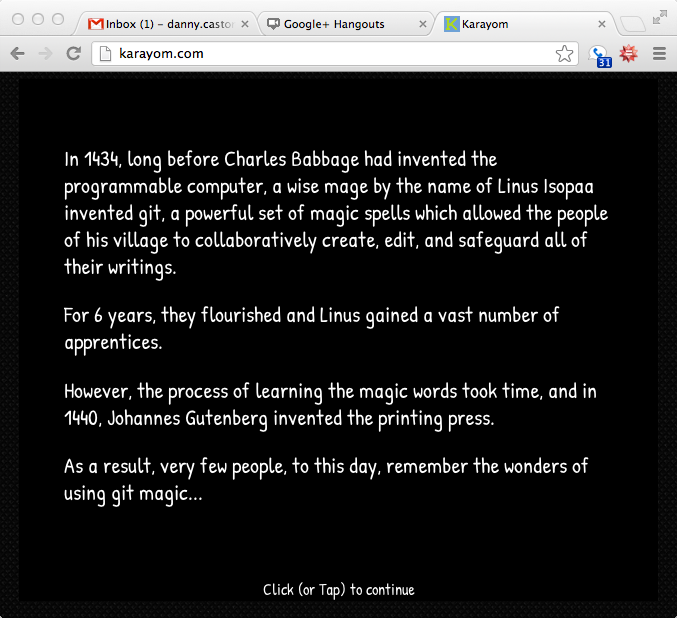 Inbox (1) – danny.castor
Google+ Hangouts
Karayom
karayom.com
31
In 1434, long before Charles Babbage had invented the
programmable computer, a wise mage by the name of Linus Isopaa
invented git, a powerful set of magic spells which allowed the people
of his village to collaboratively create, edit, and safeguard all of
their writings.
For 6 years, they flourished and Linus gained a vast number of
apprentices.
However, the process of learning the magic words took time, and in
1440, Johannes Gutenberg invented the printing press.
As a result, very few people, to this day, remember the wonders of
using git magic...
Click (or Tap) to continue